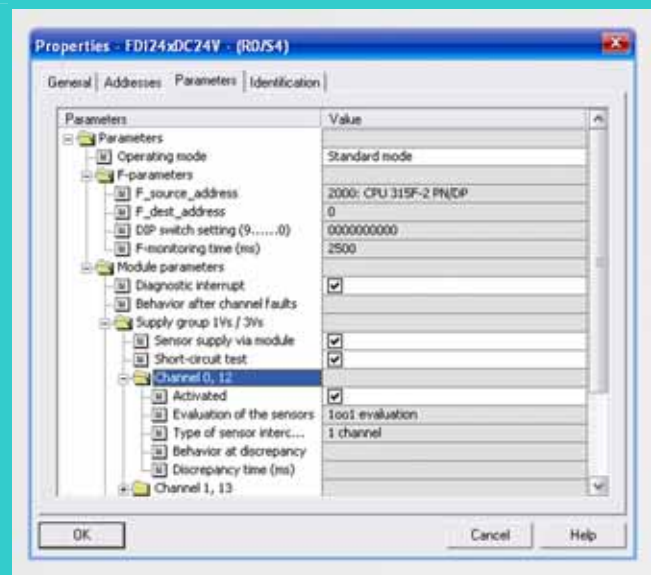 Properties - FDI24xDC24V - (R0/S4)
General Addresses Parameters Identification
Parameters Value
Parameters
Operating mode Standard mode
F-parameters
F_source_address 2000: CPU 315F-2 PN/DP
F_dest_address 0
DIP switch setting (9......0) 0000000000
F-monitoring time (ms) 2500
Module parameters
Diagnostic interrupt
Behavior after channel faults
Supply group 1Vs / 3Vs
Sensor supply via module
Short-circuit test
Channel 0, 12
Activated
Evaluation of the sensors 1oo1 evaluation
Type of sensor interc... 1 channel
Behavior at discrepancy
Discrepancy time (ms)
Channel 1, 13
OK Cancel Help